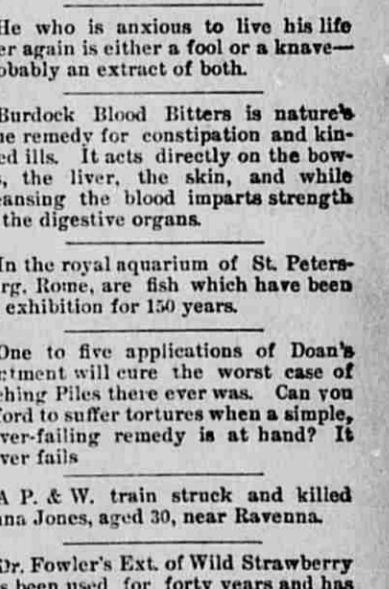 He who is anxious to live his life
er again is either a fool or a knave—
obably an extract of both.
Burdock Blood Bitters is nature's
ne remedy for constipation and kin-
ed ills. It acts directly on the bow-
s, the liver, the skin, and while
eansing the blood imparts strength
the digestive organs.
In the royal aquarium of St. Peters-
rg, Rome, are fish which have been
exhibition for 150 years.
One to five applications of Doan's
ctment will cure the worst case of
ching Piles there ever was. Can you
ford to suffer tortures when a simple,
ver-failing remedy is at hand? It
ver fails
A P. & W. train struck and killed
nna Jones, aged 30, near Ravenna.
Dr. Fowler's Ext. of Wild Strawberry
s been used for forty years and has